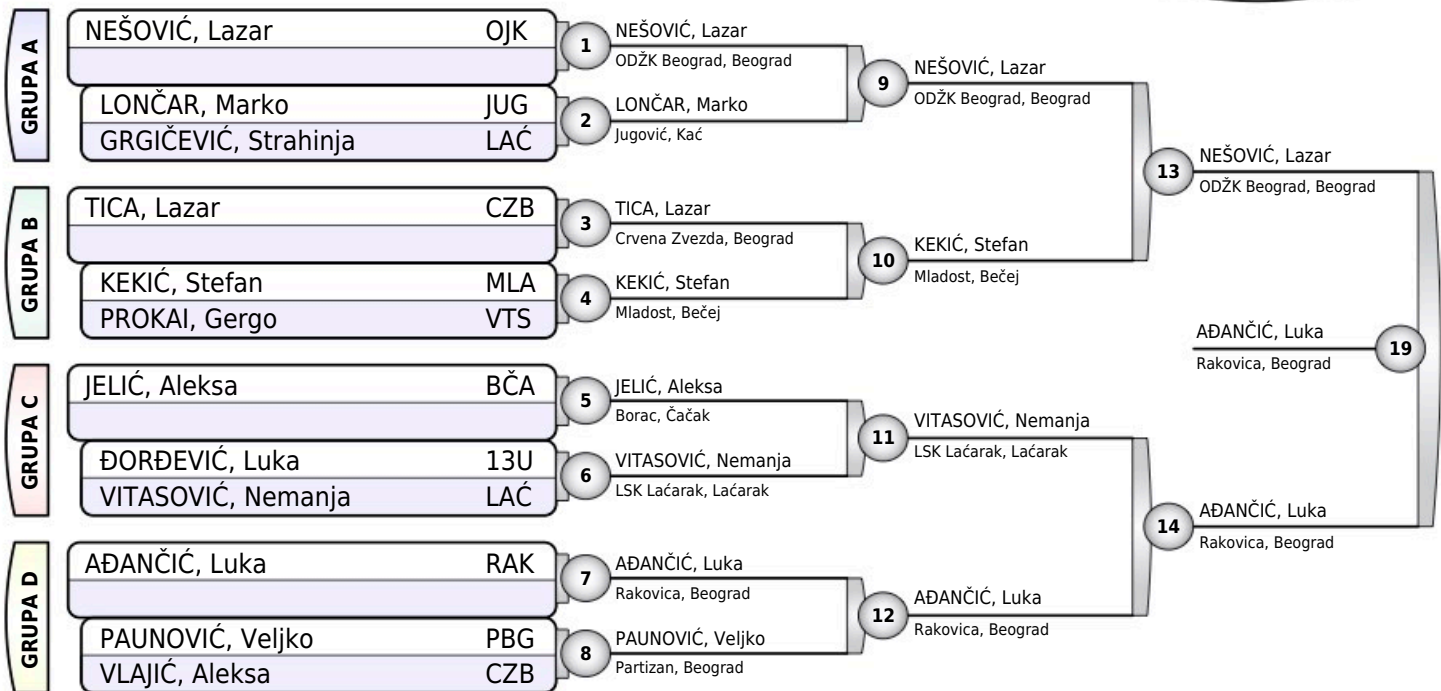 GRUPA A
NEŠOVIĆ, Lazar OJK
LONČAR, Marko JUG
GRGIČEVIĆ, Strahinja LAĆ
GRUPA B
TICA, Lazar CZB
KEKIĆ, Stefan MLA
PROKAI, Gergo VTS
GRUPA C
JELIĆ, Aleksa BČA
ĐORĐEVIĆ, Luka 13U
VITASOVIĆ, Nemanja LAĆ
GRUPA D
AĐANČIĆ, Luka RAK
PAUNOVIĆ, Veljko PBG
VLAJIĆ, Aleksa CZB
1
NEŠOVIĆ, Lazar
ODŽK Beograd, Beograd
2
LONČAR, Marko
Jugović, Kać
3
TICA, Lazar
Crvena Zvezda, Beograd
4
KEKIĆ, Stefan
Mladost, Bečej
5
JELIĆ, Aleksa
Borac, Čačak
6
VITASOVIĆ, Nemanja
LSK Laćarak, Laćarak
7
AĐANČIĆ, Luka
Rakovica, Beograd
8
PAUNOVIĆ, Veljko
Partizan, Beograd
9
NEŠOVIĆ, Lazar
ODŽK Beograd, Beograd
10
KEKIĆ, Stefan
Mladost, Bečej
11
VITASOVIĆ, Nemanja
LSK Laćarak, Laćarak
12
AĐANČIĆ, Luka
Rakovica, Beograd
13
NEŠOVIĆ, Lazar
ODŽK Beograd, Beograd
14
AĐANČIĆ, Luka
Rakovica, Beograd
AĐANČIĆ, Luka
Rakovica, Beograd
19